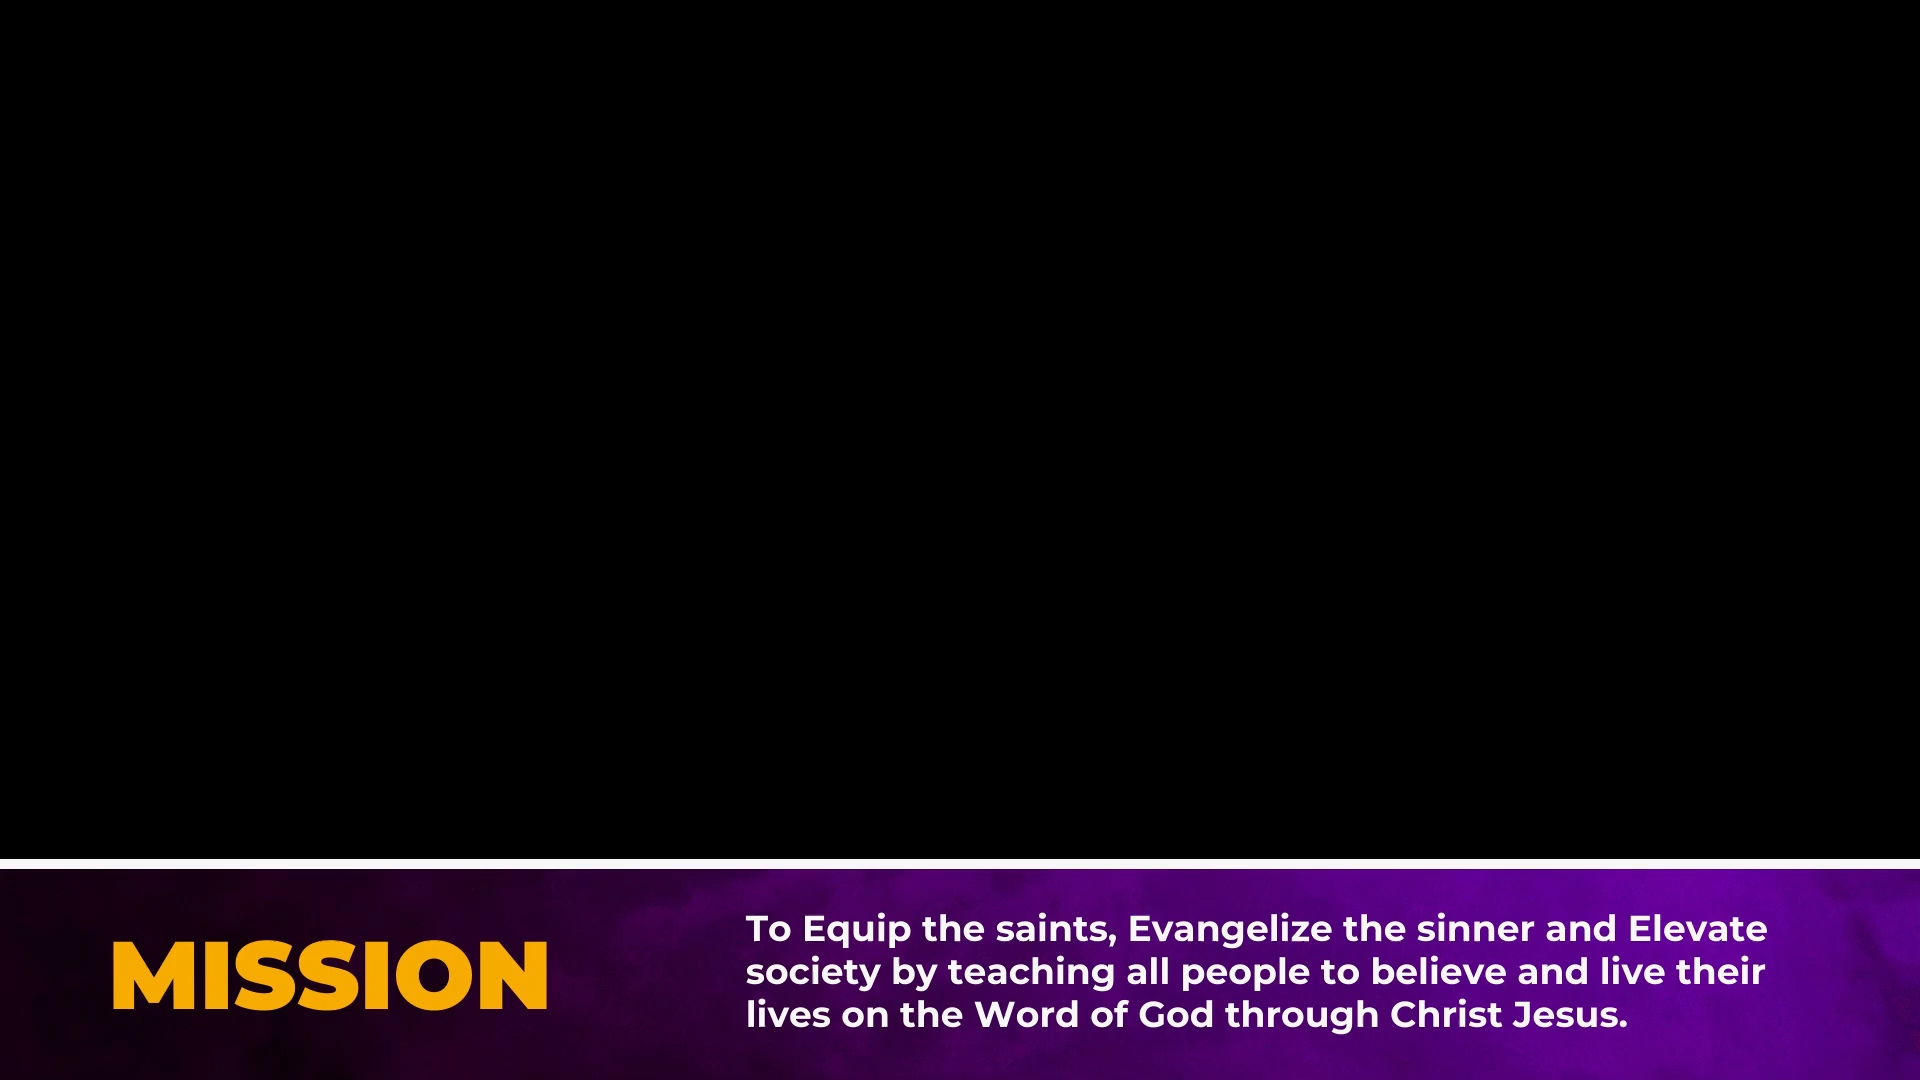 MISSION
To Equip the saints, Evangelize the sinner and Elevate
society by teaching all people to believe and live their
lives on the Word of God through Christ Jesus.